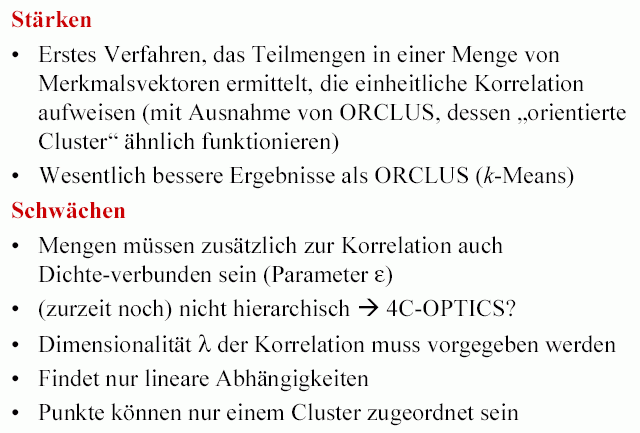 Stärken
• Erstes Verfahren, das Teilmengen in einer Menge von
Merkmalsvektoren ermittelt, die einheitliche Korrelation
aufweisen (mit Ausnahme von ORCLUS, dessen „orientierte
Cluster“ ähnlich funktionieren)
• Wesentlich bessere Ergebnisse als ORCLUS (k-Means)
Schwächen
• Mengen müssen zusätzlich zur Korrelation auch
Dichte-verbunden sein (Parameter ε)
• (zurzeit noch) nicht hierarchisch → 4C-OPTICS?
• Dimensionalität λ der Korrelation muss vorgegeben werden
• Findet nur lineare Abhängigkeiten
• Punkte können nur einem Cluster zugeordnet sein